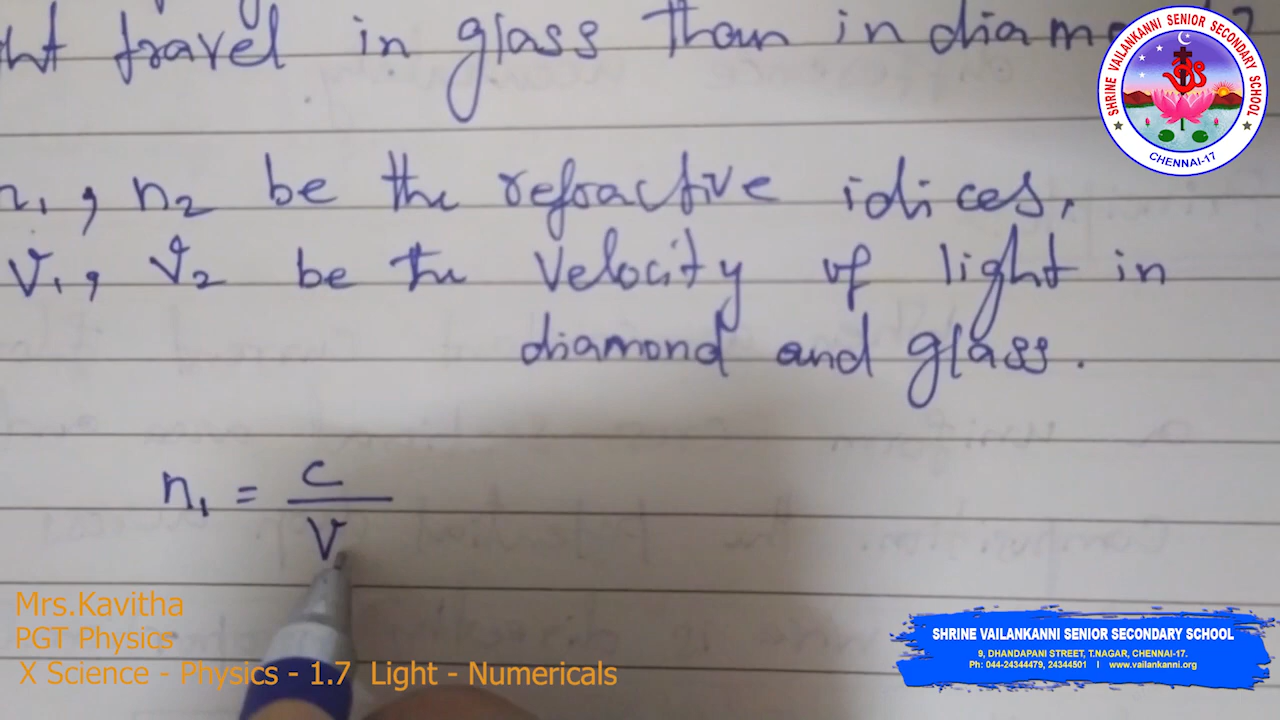 travel in glass than in
n₂ be the refractive idices,
V₁, V₂ be the Velocity of light in
diamond and glass.
n₁ = c
V
SHRINE VAILANKANNI SENIOR SECONDARY SCHOOL
CHENNAI-17
Mrs.Kavitha
PGT Physics
X Science - Physics - 1.7 Light - Numericals
SHRINE VAILANKANNI SENIOR SECONDARY SCHOOL
9, DHANDAPANI STREET, T.NAGAR, CHENNAI-17.
Ph: 044-24344479, 24344501 I www.vailankanni.org